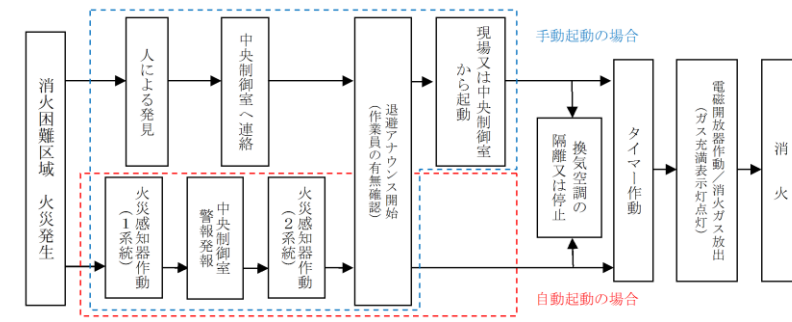 消火困難区域 火災発生
人による発見
中央制御室へ連絡
退避アナウンス開始
(作業員の有無確認)
現場又は中央制御室
から起動
手動起動の場合
火災感知器作動
(1系統)
中央制御室
警報発報
火災感知器作動
(2系統)
換気空調の
隔離又は停止
タイマー作動
電磁開放器作動/消火ガス放出
(ガス充満表示灯点灯)
消火
自動起動の場合